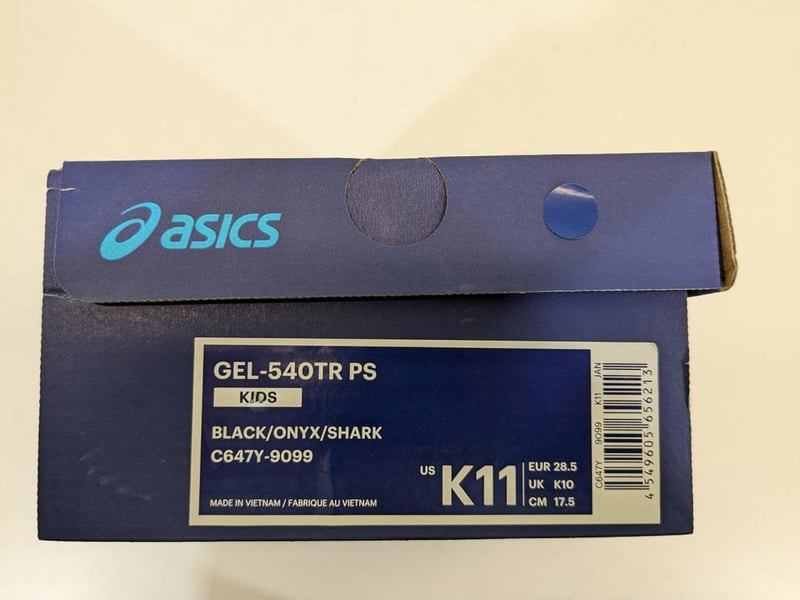 asics
GEL-540TR PS
KIDS
BLACK/ONYX/SHARK
C647Y-9099
MADE IN VIETNAM / FABRIQUE AU VIETNAM
US K11
EUR 28.5
UK K10
CM 17.5
C647Y 9099 K11 JAN
4 549605 656213